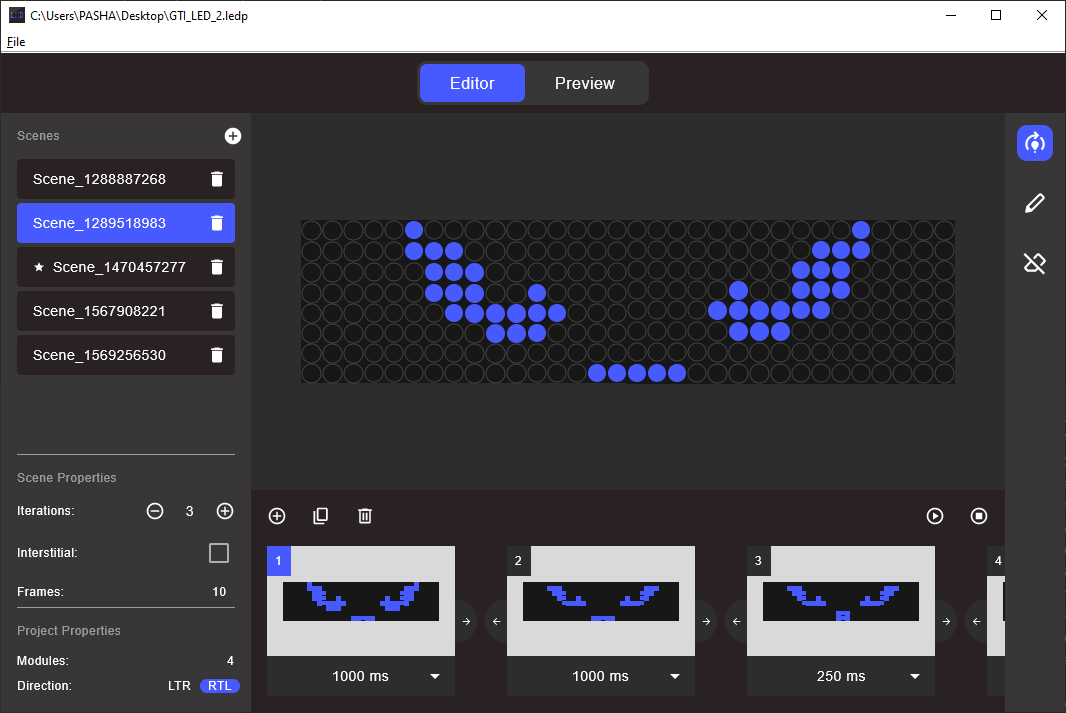 C:\Users\PASHA\Desktop\GTI_LED_2.ledp
File
Editor
Preview
Scenes
Scene_1288887268
Scene_1289518983
Scene_1470457277
Scene_1567908221
Scene_1569256530
Scene Properties
Iterations: 3
Interstitial:
Frames: 10
Project Properties
Modules: 4
Direction: LTR RTL
1
2
3
4
1000 ms
1000 ms
250 ms